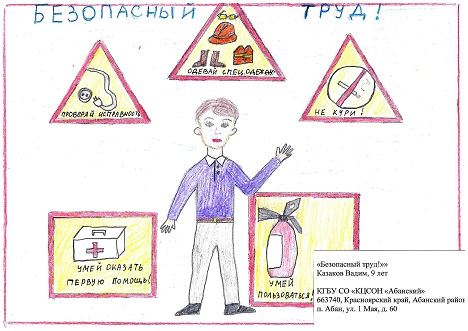 БЕЗОПАСНЫЙ ТРУД!
ОДЕВАЙ СПЕЦ.ОДЕЖДУ!
ПРОВЕРЯЙ ИСПРАВНОСТЬ
НЕ КУРИ!
УМЕЙ ОКАЗАТЬ
ПЕРВУЮ ПОМОЩЬ!
УМЕЙ
ПОЛЬЗОВАТЬСЯ!
«Безопасный труд!»»
Казаков Вадим, 9 лет
КГБУ СО «КЦСОН «Абанский»
663740, Красноярский край, Абанский район
п. Абан, ул. 1 Мая, д. 60